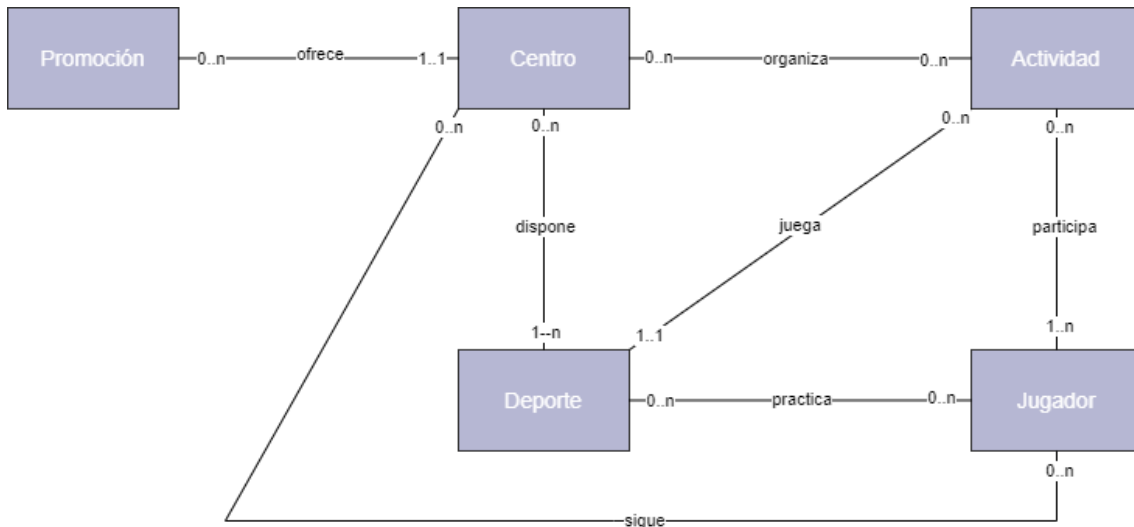 Promoción
0..n
ofrece
1..1
Centro
0..n
organiza
0..n
Actividad
0..n
0..n
0..n
0..n
dispone
juega
participa
1--n
1..1
1..n
Deporte
0..n
practica
0..n
Jugador
0..n
sigue